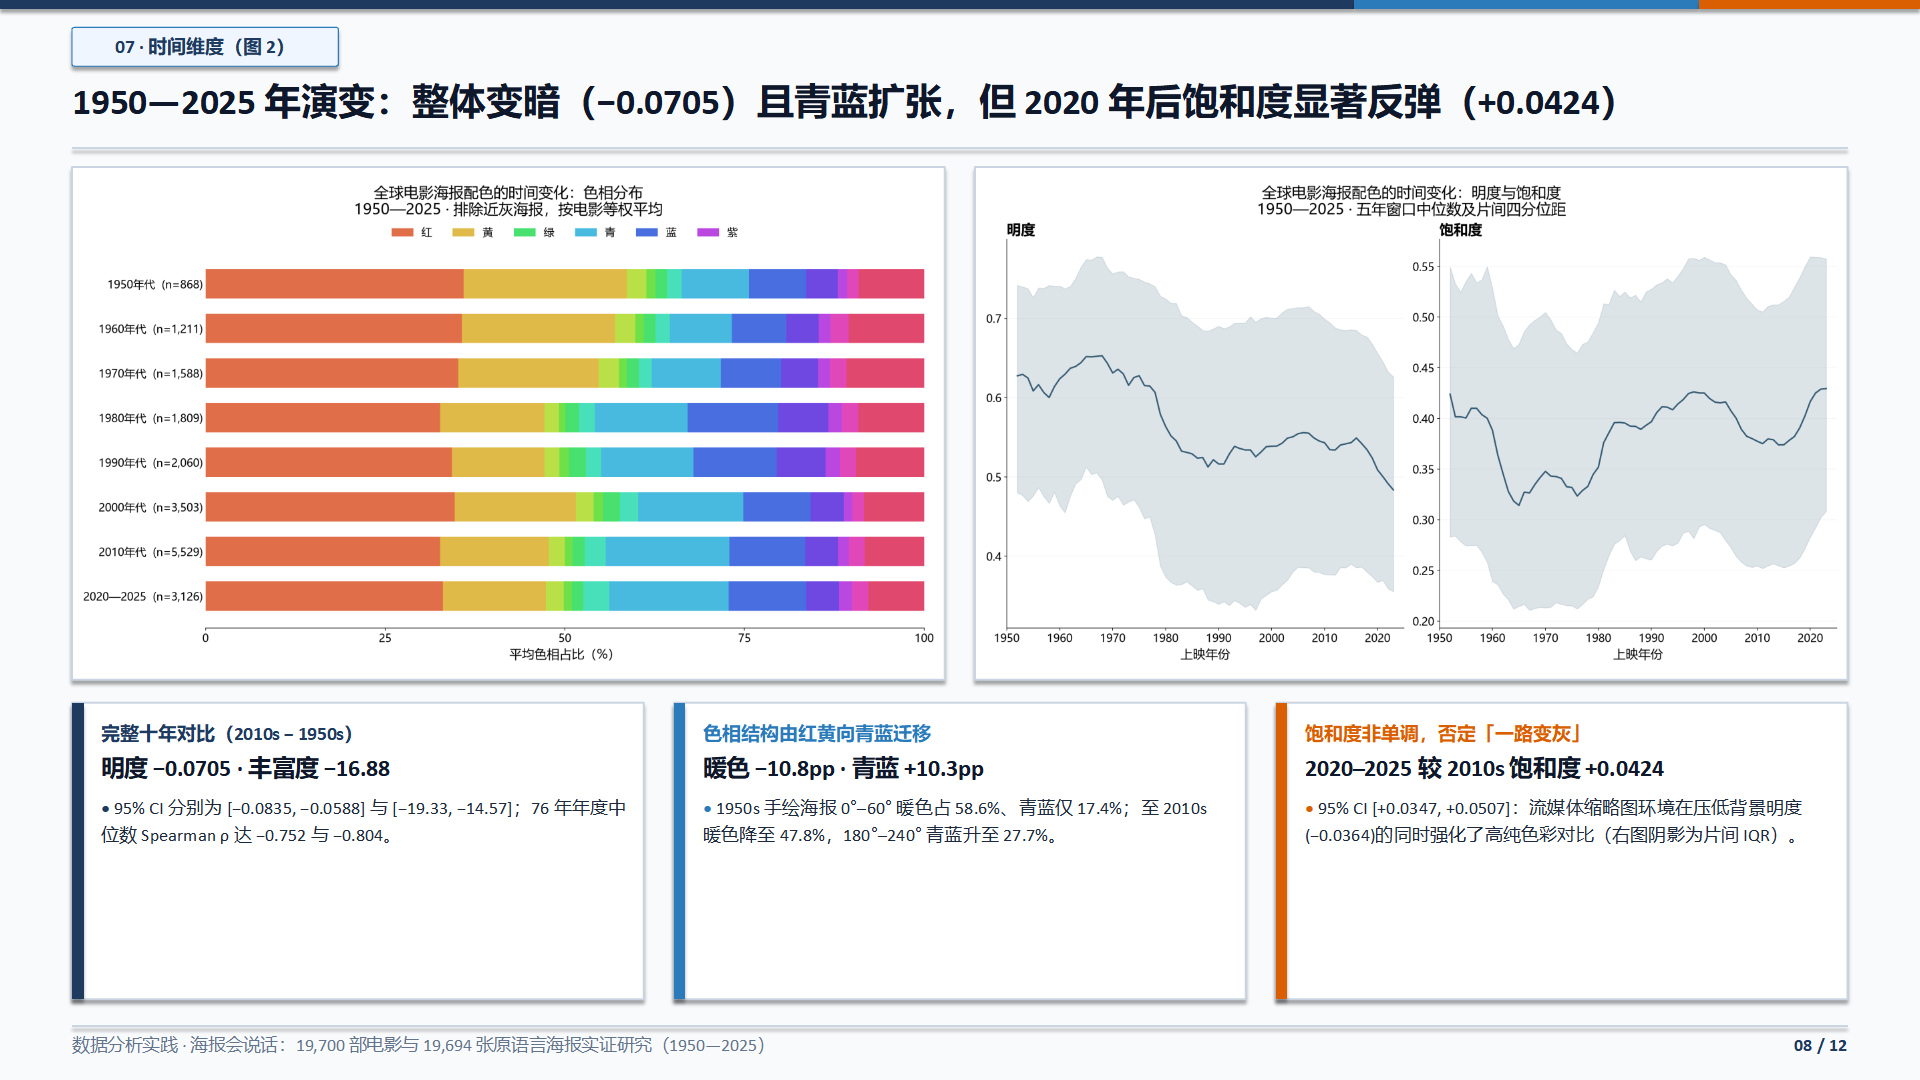 07 · 时间维度（图 2）
1950—2025 年演变：整体变暗（−0.0705）且青蓝扩张，但 2020 年后饱和度显著反弹（+0.0424）
全球电影海报配色的时间变化：色相分布
1950—2025 · 排除近灰海报，按电影等权平均
红 黄 绿 青 蓝 紫
1950年代（n=868）
1960年代（n=1,211）
1970年代（n=1,588）
1980年代（n=1,809）
1990年代（n=2,060）
2000年代（n=3,503）
2010年代（n=5,529）
2020—2025（n=3,126）
0 25 50 75 100
平均色相占比（%）
全球电影海报配色的时间变化：明度与饱和度
1950—2025 · 五年窗口中位数及片间四分位距
明度
0.7
0.6
0.5
0.4
1950 1960 1970 1980 1990 2000 2010 2020
上映年份
饱和度
0.55
0.50
0.45
0.40
0.35
0.30
0.25
0.20
1950 1960 1970 1980 1990 2000 2010 2020
上映年份
完整十年对比（2010s – 1950s）
明度 −0.0705 · 丰富度 −16.88
• 95% CI 分别为 [−0.0835, −0.0588] 与 [−19.33, −14.57]；76 年年度中
位数 Spearman ρ 达 −0.752 与 −0.804。
色相结构由红黄向青蓝迁移
暖色 −10.8pp · 青蓝 +10.3pp
• 1950s 手绘海报 0°–60° 暖色占 58.6%、青蓝仅 17.4%；至 2010s
暖色降至 47.8%，180°–240° 青蓝升至 27.7%。
饱和度非单调，否定「一路变灰」
2020–2025 较 2010s 饱和度 +0.0424
• 95% CI [+0.0347, +0.0507]：流媒体缩略图环境在压低背景明度
(−0.0364)的同时强化了高纯色彩对比（右图阴影为片间 IQR）。
数据分析实践 · 海报会说话：19,700 部电影与 19,694 张原语言海报实证研究（1950—2025）
08 / 12